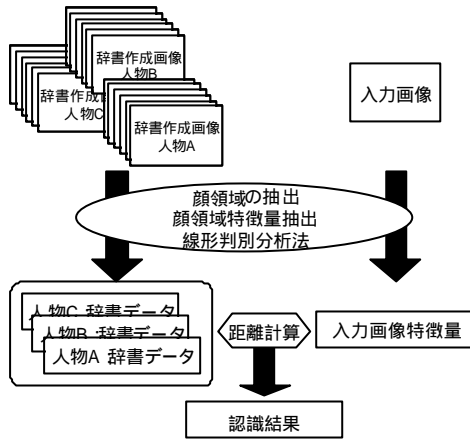 辞書作成画像
人物B
辞書作成画像
人物C
辞書作成画像
人物A
入力画像
顔領域の抽出
顔領域特徴量抽出
線形判別分析法
人物C 辞書データ
人物B :辞書データ
人物A 辞書データ
距離計算
入力画像特徴量
認識結果